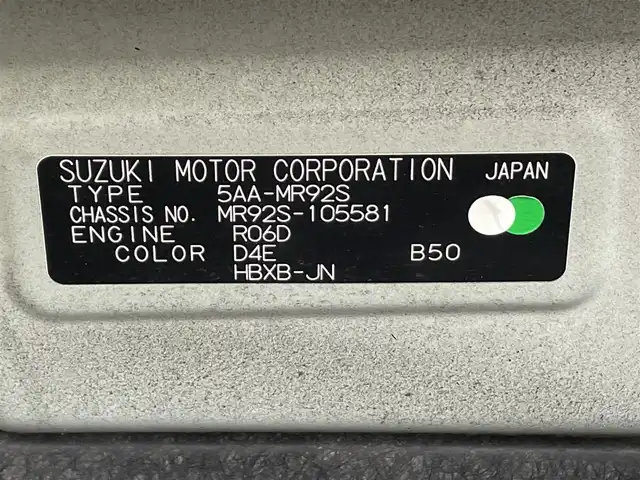 SUZUKI MOTOR CORPORATION JAPAN
TYPE 5AA-MR92S
CHASSIS NO. MR92S-105581
ENGINE R06D
COLOR D4E B50
HBXB-JN